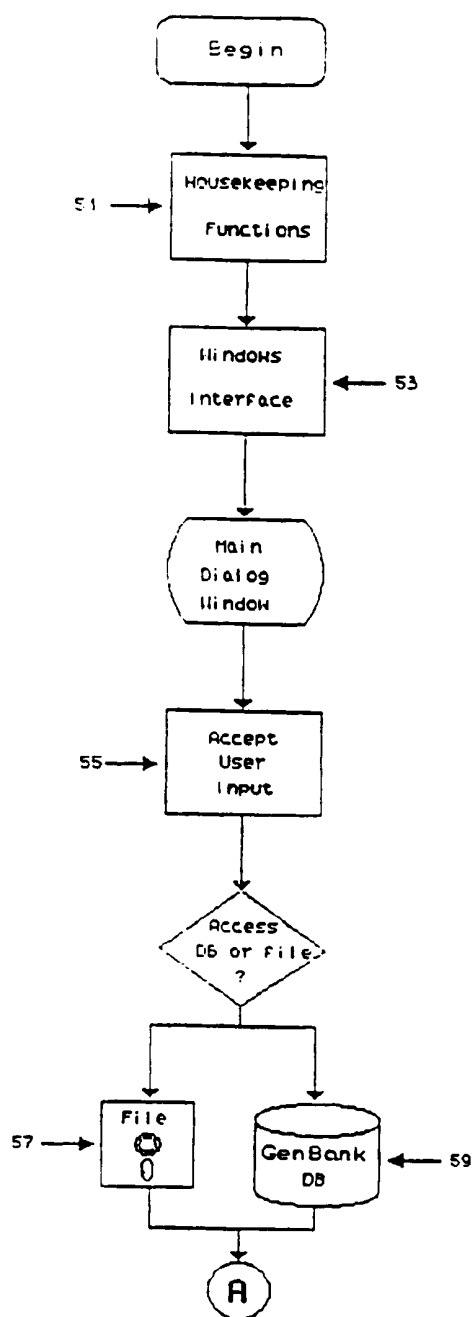 Begin
Housekeeping
51
Functions
Windows
53
Interface
Main
Dialog
Window
Accept
55
User
Input
Access
DB or file
?
File
57
GenBank
59
DB
A